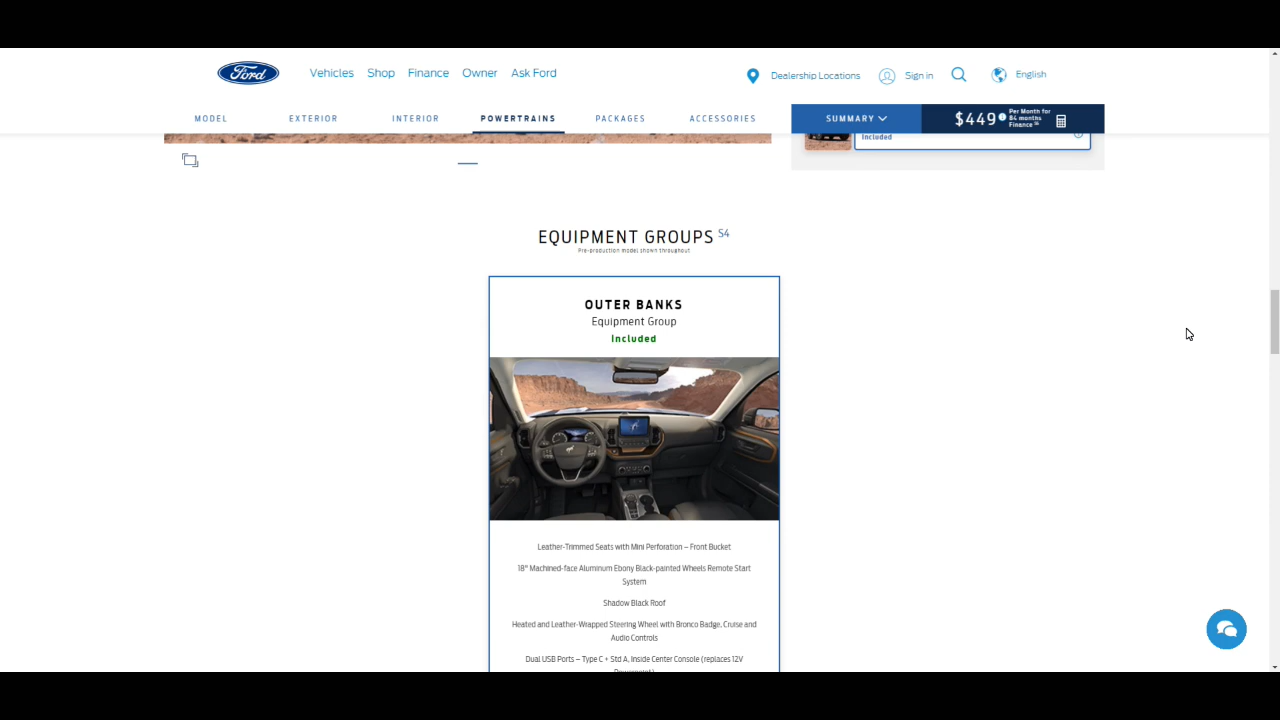 Ford
Vehicles Shop Finance Owner Ask Ford
Dealership Locations
Sign in
English
MODEL EXTERIOR INTERIOR POWERTRAINS PACKAGES ACCESSORIES
SUMMARY
$449
Per Month for
84 months
Finance
Included
EQUIPMENT GROUPS S4
Pre-production model shown throughout
OUTER BANKS
Equipment Group
Included
Leather-Trimmed Seats with Mini Perforation – Front Bucket
18" Machined-face Aluminum Ebony Black-painted Wheels Remote Start
System
Shadow Black Roof
Heated and Leather-Wrapped Steering Wheel with Bronco Badge, Cruise and
Audio Controls
Dual USB Ports – Type C + Std A, Inside Center Console (replaces 12V